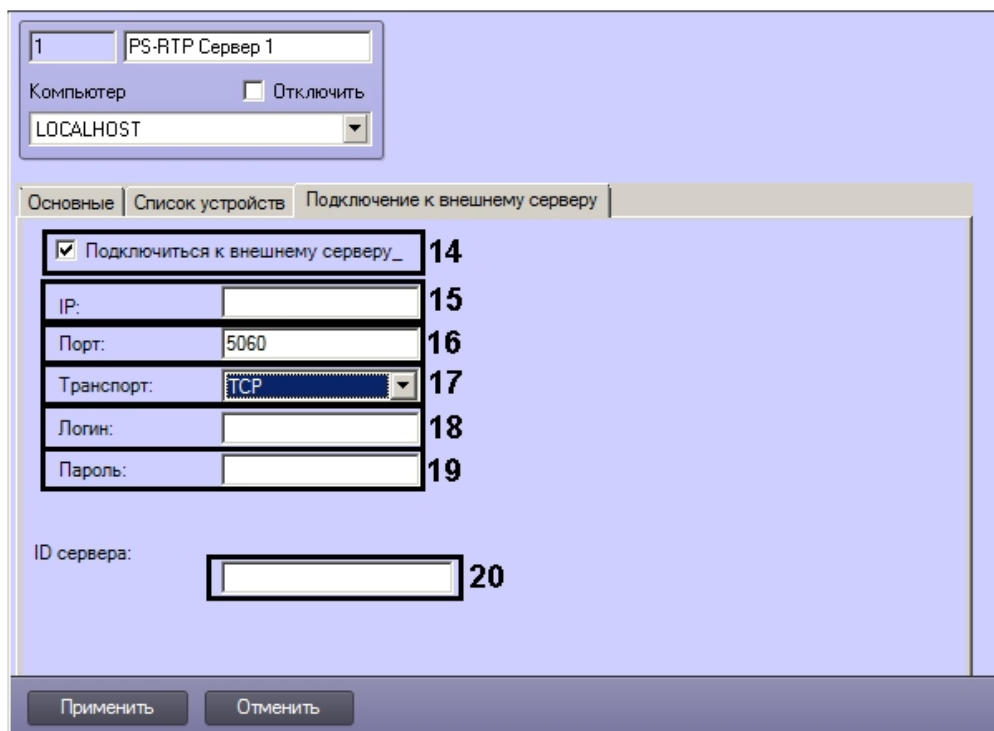 1 PS-RTP Сервер 1
Компьютер Отключить
LOCALHOST
Основные Список устройств Подключение к внешнему серверу
Подключиться к внешнему серверу_ 14
IP: 15
Порт: 5060 16
Транспорт: TCP 17
Логин: 18
Пароль: 19
ID сервера:
20
Применить Отменить